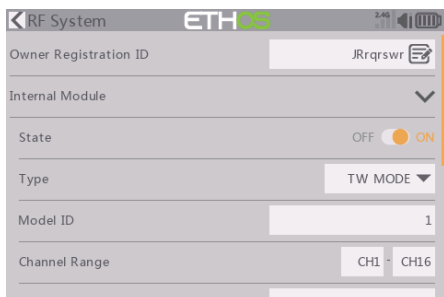 RF System ETHOS 2.4G
Owner Registration ID JRrqrswr
Internal Module
State OFF ON
Type TW MODE
Model ID 1
Channel Range CH1 - CH16